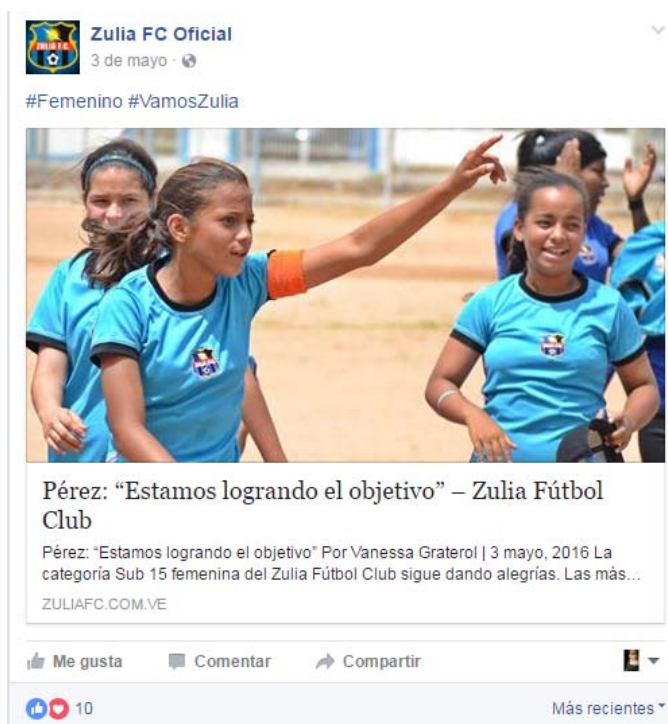 Zulia FC Oficial
3 de mayo ·
#Femenino #VamosZulia
Pérez: “Estamos logrando el objetivo” – Zulia Fútbol
Club
Pérez: “Estamos logrando el objetivo” Por Vanessa Graterol | 3 mayo, 2016 La
categoría Sub 15 femenina del Zulia Fútbol Club sigue dando alegrías. Las más...
ZULIAFC.COM.VE
Me gusta Comentar Compartir
10 Más recientes